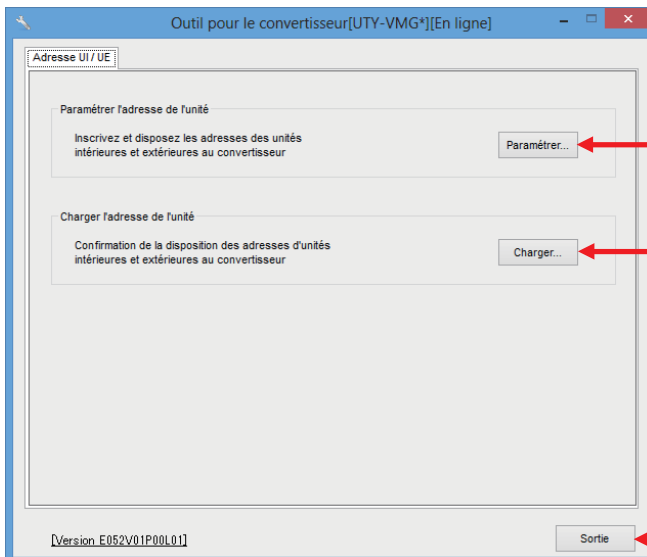 Outil pour le convertisseur[UTY-VMG*][En ligne]
Adresse UI / UE
Paramétrer l'adresse de l'unité
Inscrivez et disposez les adresses des unités
intérieures et extérieures au convertisseur
Paramétrer...
Charger l'adresse de l'unité
Confirmation de la disposition des adresses d'unités
intérieures et extérieures au convertisseur
Charger...
[Version E052V01P00L01]
Sortie